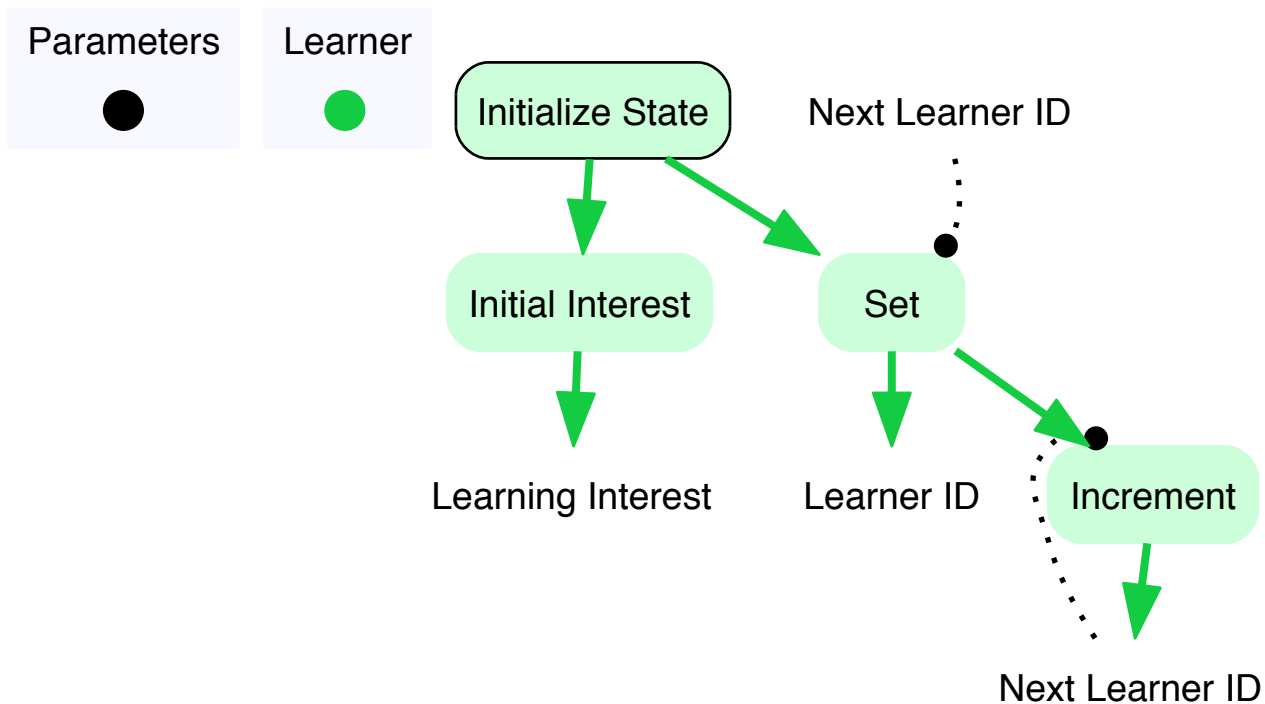 Parameters
Learner
Initialize State
Next Learner ID
Initial Interest
Set
Learning Interest
Learner ID
Increment
Next Learner ID